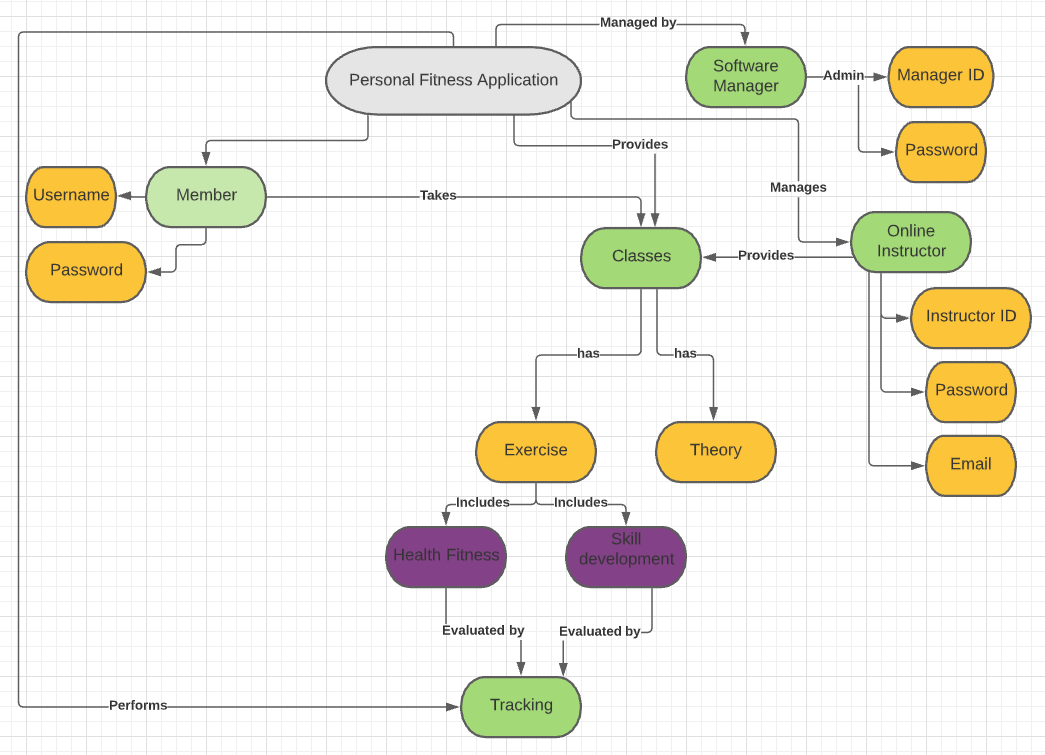 Managed by
Personal Fitness Application
Software
Manager
Admin
Manager ID
Password
Provides
Manages
Username
Member
Takes
Password
Classes
Provides
Online
Instructor
Instructor ID
Password
Email
has
has
Exercise
Theory
Includes
Includes
Health Fitness
Skill
development
Evaluated by
Evaluated by
Performs
Tracking